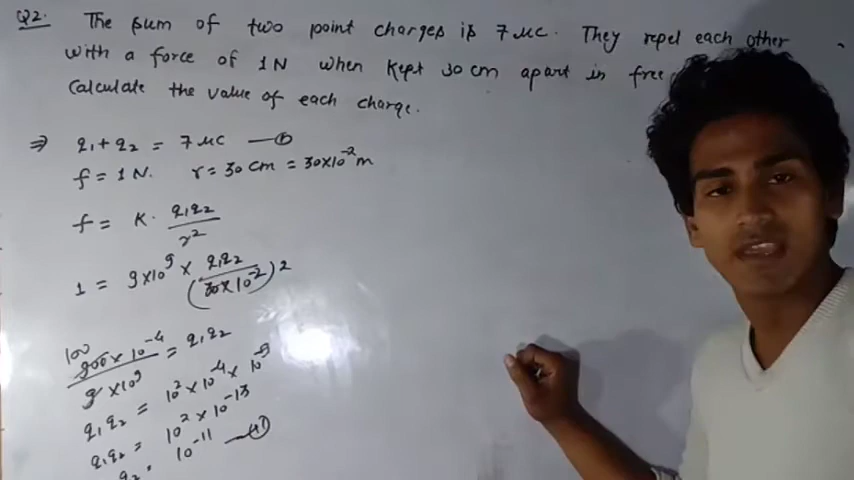 Q2. The sum of two point charges is 7 μC. They repel each other
with a force of 1N when kept 30 cm apart in free
Calculate the value of each charge.
⇒ q₁ + q₂ = 7 μC —①
f = 1N. r = 30 cm = 30×10⁻² m
f = K · q₁q₂ / r²
1 = 9×10⁹ × q₁q₂ / (30×10⁻²)²
100
900×10⁻⁴ / 9×10⁹ = q₁q₂
q₁q₂ = 10² × 10⁻⁴ × 10⁻⁹
q₁q₂ = 10² × 10⁻¹³
q₂ = 10⁻¹¹ —②